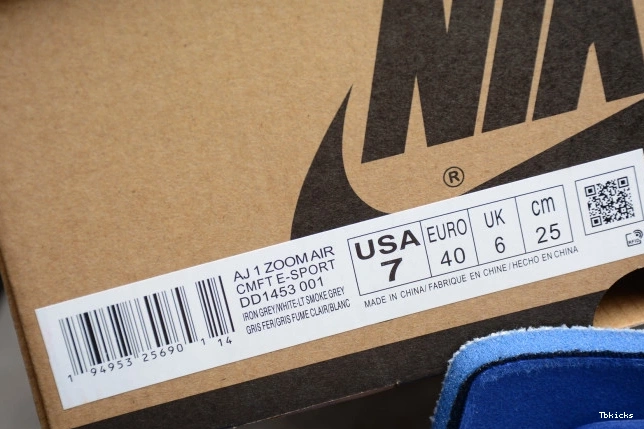 NIK
®
AJ 1 ZOOM AIR
CMFT E-SPORT
DD1453 001
IRON GREY/WHITE-LT SMOKE GREY
GRIS FER/GRIS FUME CLAIR/BLANC
USA EURO UK cm
7 40 6 25
MADE IN CHINA/FABRIQUE EN CHINE/HECHO EN CHINA
1 94953 25690 1 4
Tbkicks